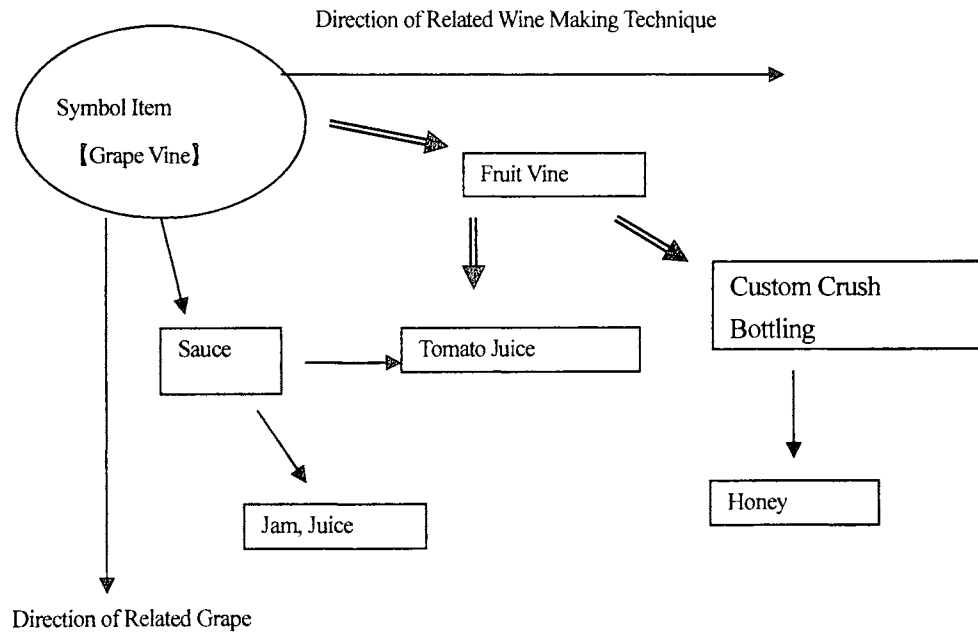 Direction of Related Wine Making Technique
Symbol Item
【Grape Vine】
Fruit Vine
Custom Crush
Bottling
Sauce
Tomato Juice
Honey
Jam, Juice
Direction of Related Grape